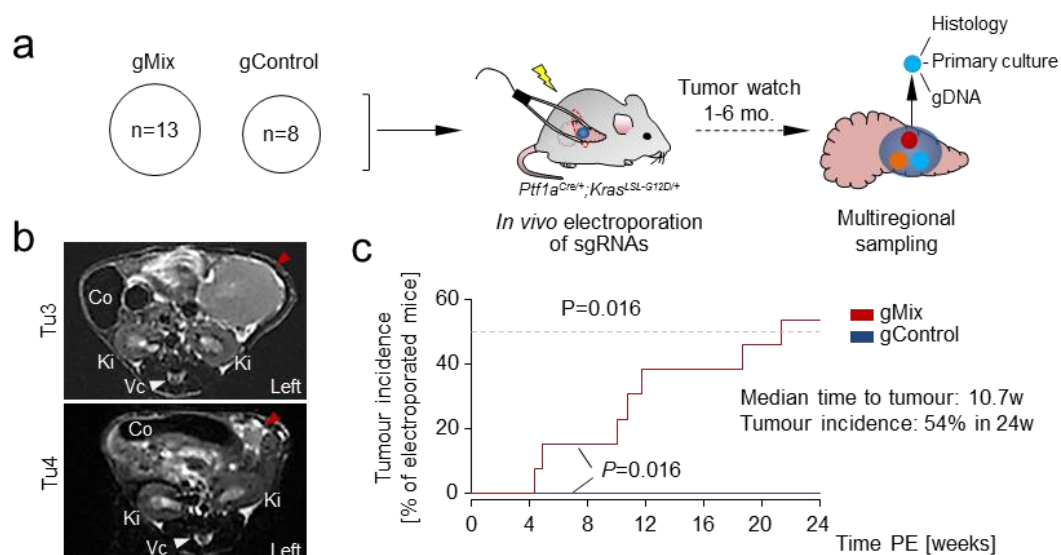 a
gMix
gControl
n=13
n=8
Ptf1aCre/+;KrasLSL-G12D/+
In vivo electroporation
of sgRNAs
Tumor watch
1-6 mo.
Histology
Primary culture
gDNA
Multiregional
sampling
b
Tu3
Co
Ki
Ki
Vc
Left
Tu4
Co
Ki
Ki
Vc
Left
c
Tumour incidence
[% of electroporated mice]
60
40
20
0
P=0.016
P=0.016
gMix
gControl
Median time to tumour: 10.7w
Tumour incidence: 54% in 24w
0
4
8
12
16
20
24
Time PE [weeks]